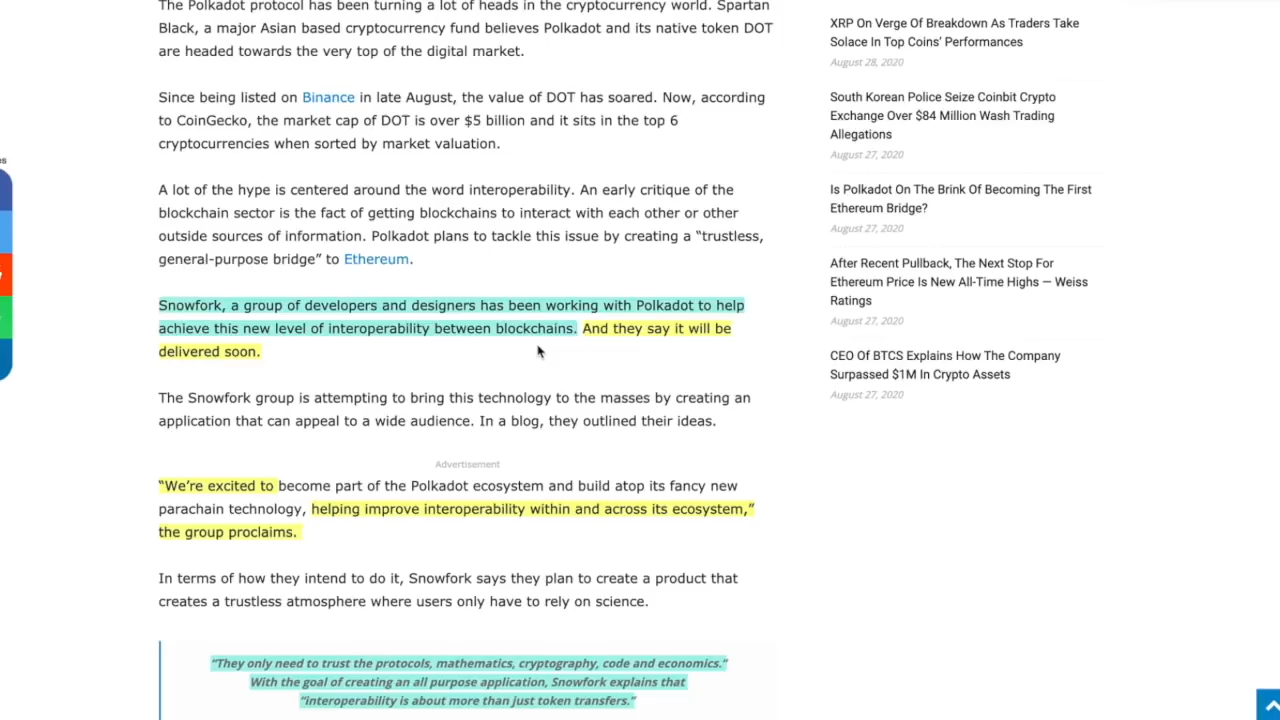 The Polkadot protocol has been turning a lot of heads in the cryptocurrency world. Spartan
Black, a major Asian based cryptocurrency fund believes Polkadot and its native token DOT
are headed towards the very top of the digital market.
Since being listed on Binance in late August, the value of DOT has soared. Now, according
to CoinGecko, the market cap of DOT is over $5 billion and it sits in the top 6
cryptocurrencies when sorted by market valuation.
A lot of the hype is centered around the word interoperability. An early critique of the
blockchain sector is the fact of getting blockchains to interact with each other or other
outside sources of information. Polkadot plans to tackle this issue by creating a “trustless,
general-purpose bridge” to Ethereum.
Snowfork, a group of developers and designers has been working with Polkadot to help
achieve this new level of interoperability between blockchains. And they say it will be
delivered soon.
The Snowfork group is attempting to bring this technology to the masses by creating an
application that can appeal to a wide audience. In a blog, they outlined their ideas.
Advertisement
“We’re excited to become part of the Polkadot ecosystem and build atop its fancy new
parachain technology, helping improve interoperability within and across its ecosystem,”
the group proclaims.
In terms of how they intend to do it, Snowfork says they plan to create a product that
creates a trustless atmosphere where users only have to rely on science.
“They only need to trust the protocols, mathematics, cryptography, code and economics.”
With the goal of creating an all purpose application, Snowfork explains that
“interoperability is about more than just token transfers.”
XRP On Verge Of Breakdown As Traders Take
Solace In Top Coins’ Performances
August 28, 2020
South Korean Police Seize Coinbit Crypto
Exchange Over $84 Million Wash Trading
Allegations
August 27, 2020
Is Polkadot On The Brink Of Becoming The First
Ethereum Bridge?
August 27, 2020
After Recent Pullback, The Next Stop For
Ethereum Price Is New All-Time Highs — Weiss
Ratings
August 27, 2020
CEO Of BTCS Explains How The Company
Surpassed $1M In Crypto Assets
August 27, 2020